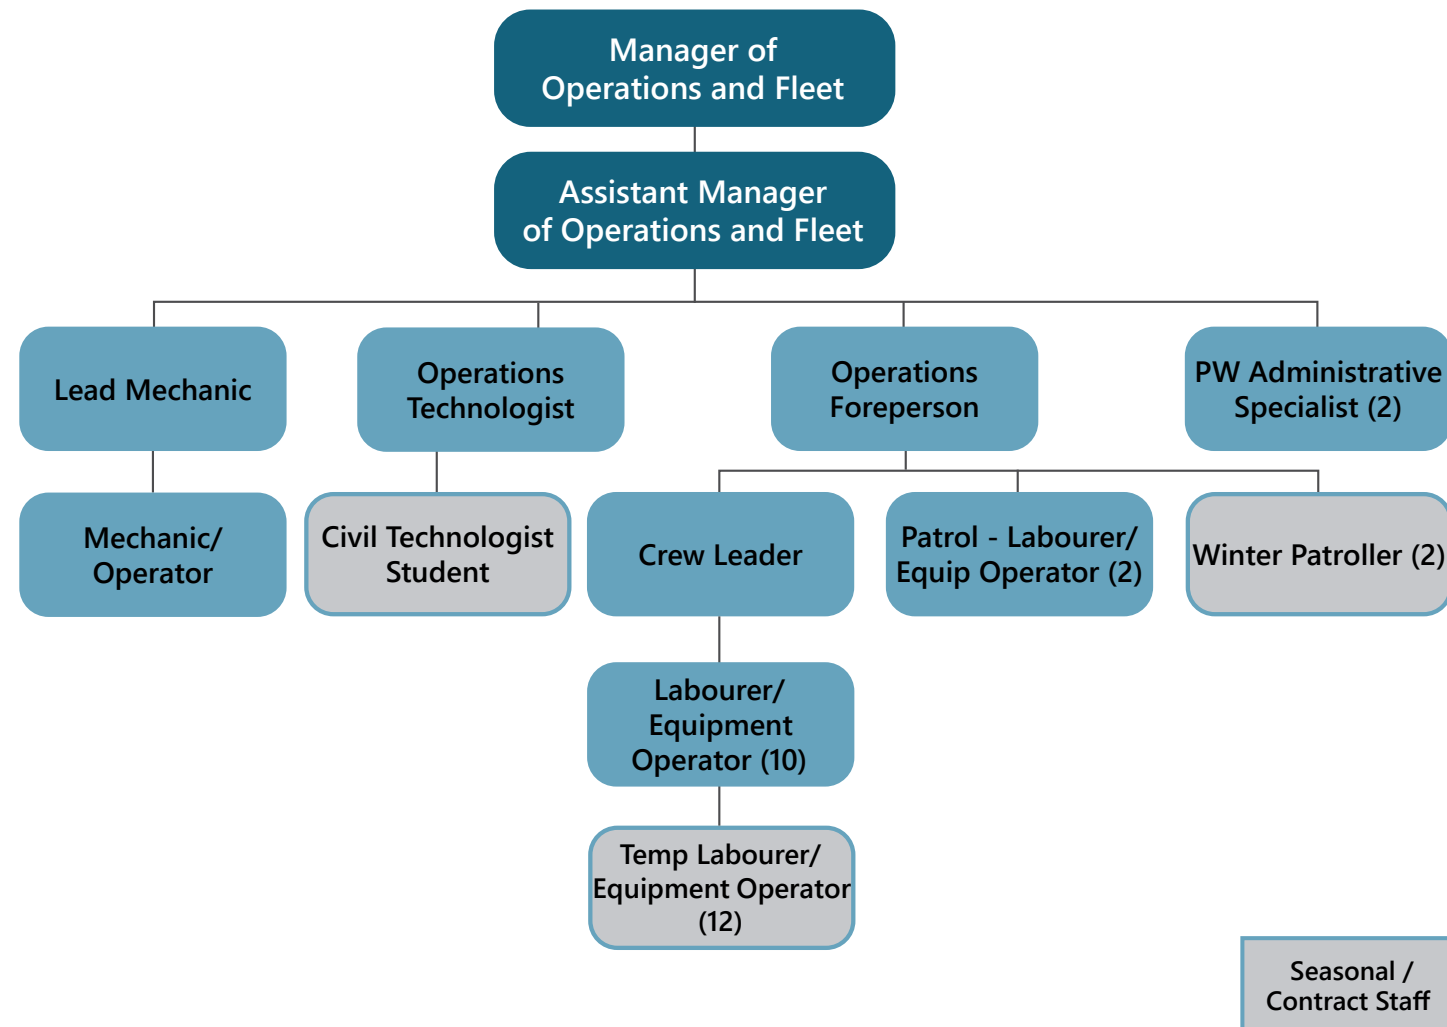 Manager of
Operations and Fleet
Assistant Manager
of Operations and Fleet
Lead Mechanic
Operations
Technologist
Operations
Foreperson
PW Administrative
Specialist (2)
Mechanic/
Operator
Civil Technologist
Student
Crew Leader
Patrol - Labourer/
Equip Operator (2)
Winter Patroller (2)
Labourer/
Equipment
Operator (10)
Temp Labourer/
Equipment Operator
(12)
Seasonal /
Contract Staff